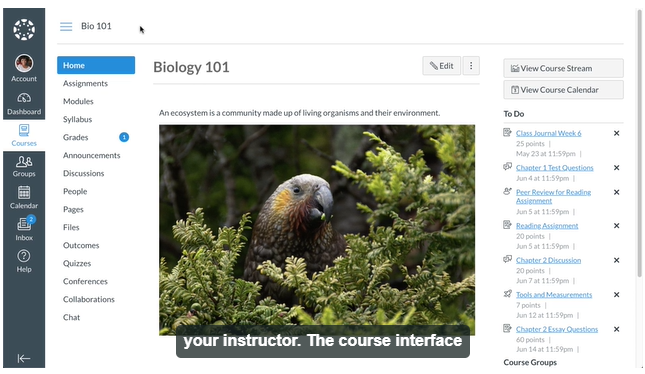 Bio 101
Account
Dashboard
Courses
Groups
Calendar
2
Inbox
Help
Home
Assignments
Modules
Syllabus
Grades 1
Announcements
Discussions
People
Pages
Files
Outcomes
Quizzes
Conferences
Collaborations
Chat
Biology 101
Edit
An ecosystem is a community made up of living organisms and their environment.
your instructor. The course interface
View Course Stream
View Course Calendar
To Do
Class Journal Week 6
25 points |
May 23 at 11:59pm |
Chapter 1 Test Questions
Jun 4 at 11:59pm |
Peer Review for Reading
Assignment
Jun 5 at 11:59pm |
Reading Assignment
20 points |
Jun 5 at 11:59pm |
Chapter 2 Discussion
20 points |
Jun 7 at 11:59pm |
Tools and Measurements
7 points |
Jun 12 at 11:59pm |
Chapter 2 Essay Questions
60 points |
Jun 14 at 11:59pm |
Course Groups